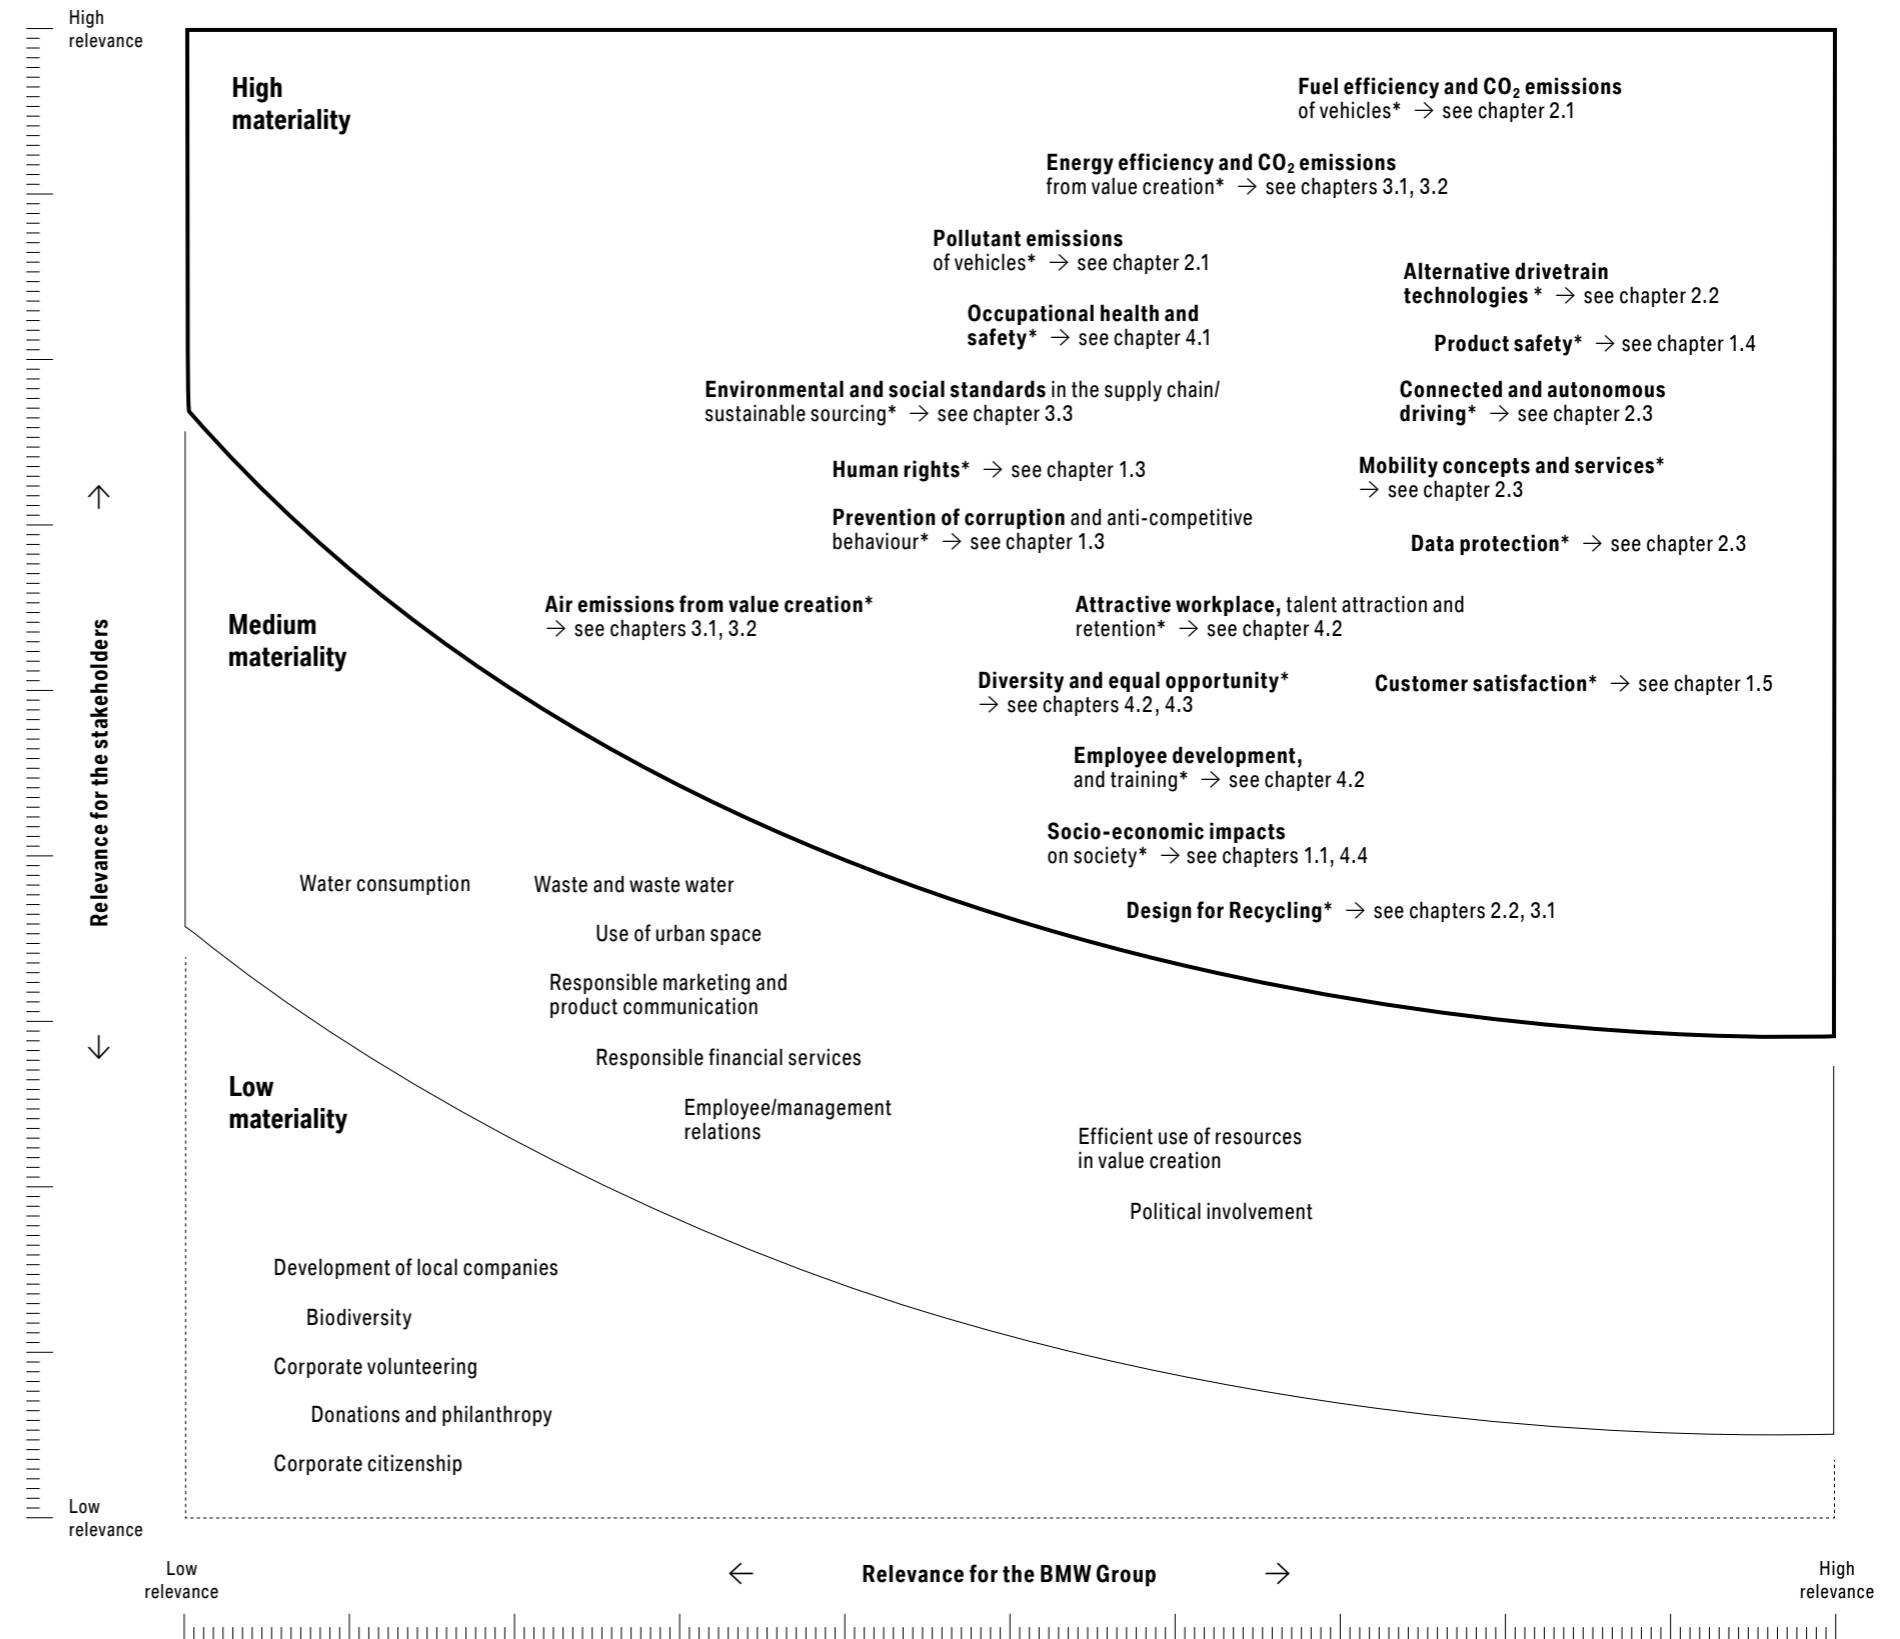 High
relevance
High
materiality
Fuel efficiency and CO₂ emissions
of vehicles* → see chapter 2.1
Energy efficiency and CO₂ emissions
from value creation* → see chapters 3.1, 3.2
Pollutant emissions
of vehicles* → see chapter 2.1
Alternative drivetrain
technologies * → see chapter 2.2
Occupational health and
safety* → see chapter 4.1
Product safety* → see chapter 1.4
Environmental and social standards in the supply chain/
sustainable sourcing* → see chapter 3.3
Connected and autonomous
driving* → see chapter 2.3
Human rights* → see chapter 1.3
Mobility concepts and services*
→ see chapter 2.3
Prevention of corruption and anti-competitive
behaviour* → see chapter 1.3
Data protection* → see chapter 2.3
Air emissions from value creation*
→ see chapters 3.1, 3.2
Attractive workplace, talent attraction and
retention* → see chapter 4.2
Medium
materiality
Diversity and equal opportunity*
→ see chapters 4.2, 4.3
Customer satisfaction* → see chapter 1.5
Employee development,
and training* → see chapter 4.2
Socio-economic impacts
on society* → see chapters 1.1, 4.4
Design for Recycling* → see chapters 2.2, 3.1
↑
Relevance for the stakeholders
↓
Water consumption
Waste and waste water
Use of urban space
Responsible marketing and
product communication
Responsible financial services
Employee/management
relations
Efficient use of resources
in value creation
Political involvement
Low
materiality
Development of local companies
Biodiversity
Corporate volunteering
Donations and philanthropy
Corporate citizenship
Low
relevance
Low
relevance
← Relevance for the BMW Group →
High
relevance